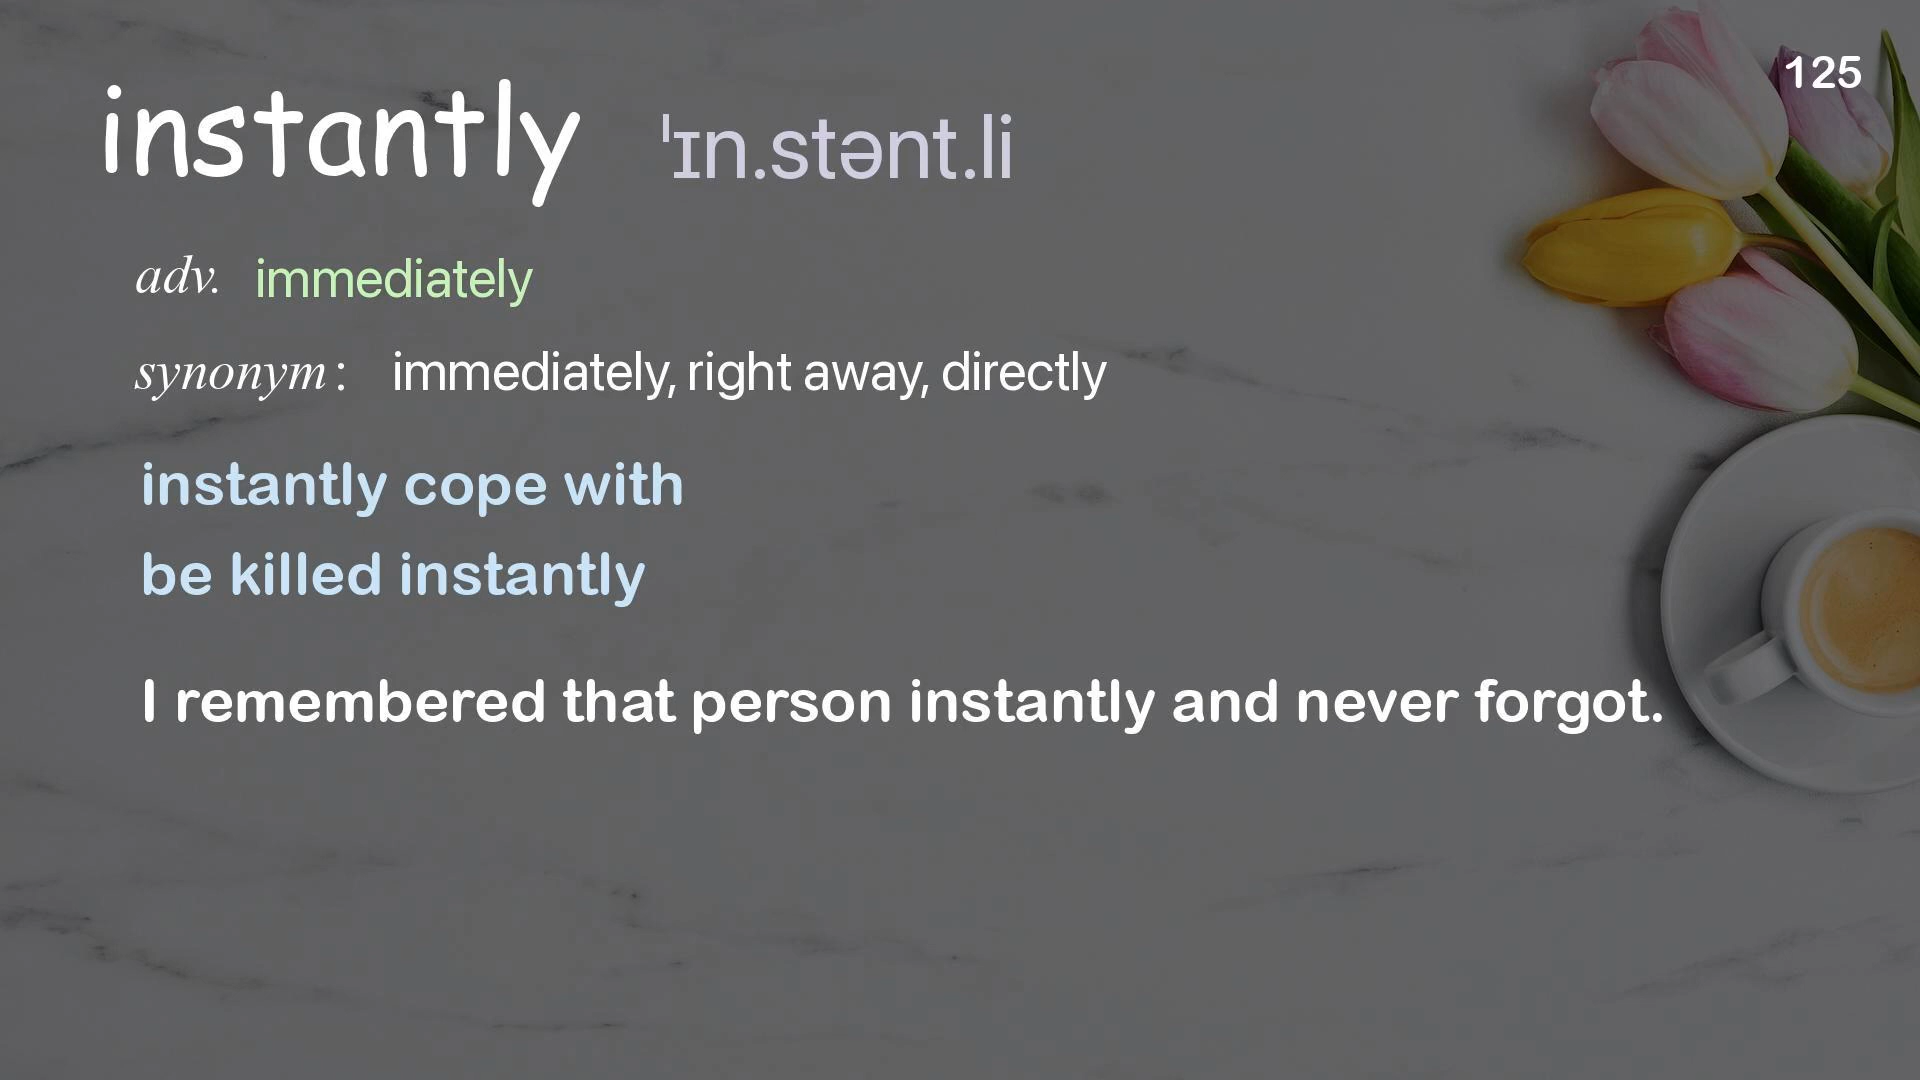 125
instantly ˈɪn.stənt.li
adv. immediately
synonym : immediately, right away, directly
instantly cope with
be killed instantly
I remembered that person instantly and never forgot.